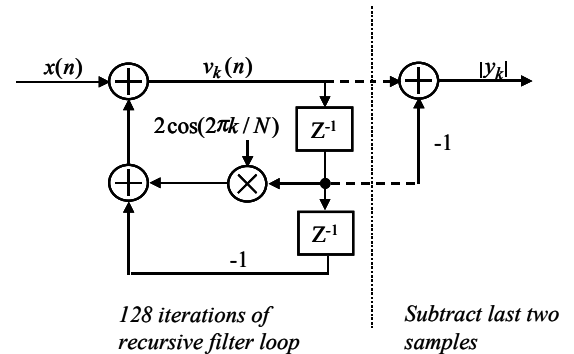 x(n)
v_k(n)
|y_k|
2cos(2πk/N)
Z⁻¹
-1
Z⁻¹
-1
128 iterations of
recursive filter loop
Subtract last two
samples